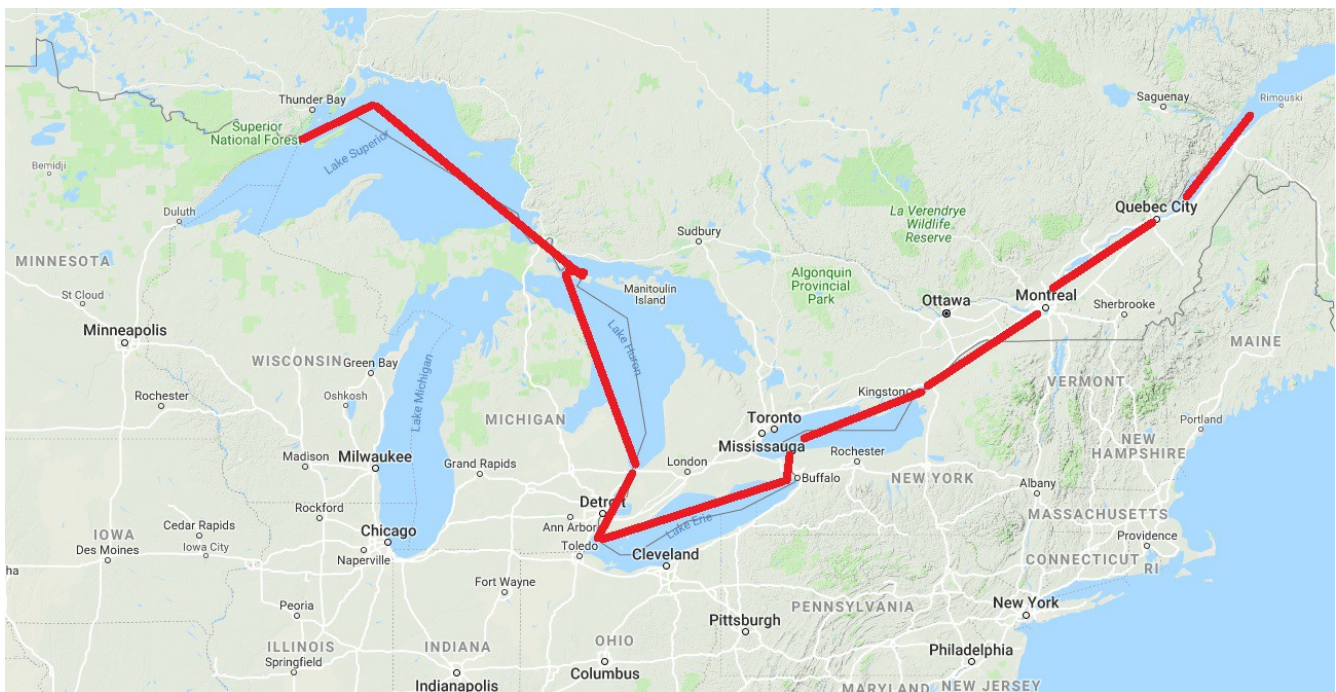 Thunder Bay
Saguenay
Rimouski
Superior
National Forest
Lake Superior
Bemidji
Duluth
Quebec City
La Verendrye
Wildlife
Reserve
Sudbury
MINNESOTA
Manitoulin
Island
Algonquin
Provincial
Park
Ottawa
Montreal
Sherbrooke
St Cloud
Minneapolis
WISCONSIN
Green Bay
Lake Huron
MAINE
Oshkosh
Lake Michigan
Kingston
VERMONT
Rochester
MICHIGAN
Toronto
Mississauga
Portland
NEW
HAMPSHIRE
Madison
Milwaukee
Grand Rapids
London
Rochester
Buffalo
NEW YORK
Albany
Rockford
Detroit
Ann Arbor
Lake Erie
MASSACHUSETTS
IOWA
Cedar Rapids
Iowa City
Des Moines
Chicago
Naperville
Toledo
Cleveland
Providence
CONNECTICUT
RI
ha
Fort Wayne
Peoria
PENNSYLVANIA
New York
Pittsburgh
ILLINOIS
Springfield
INDIANA
OHIO
Columbus
Philadelphia
Indianapolis
MARYLAND
NEW JERSEY